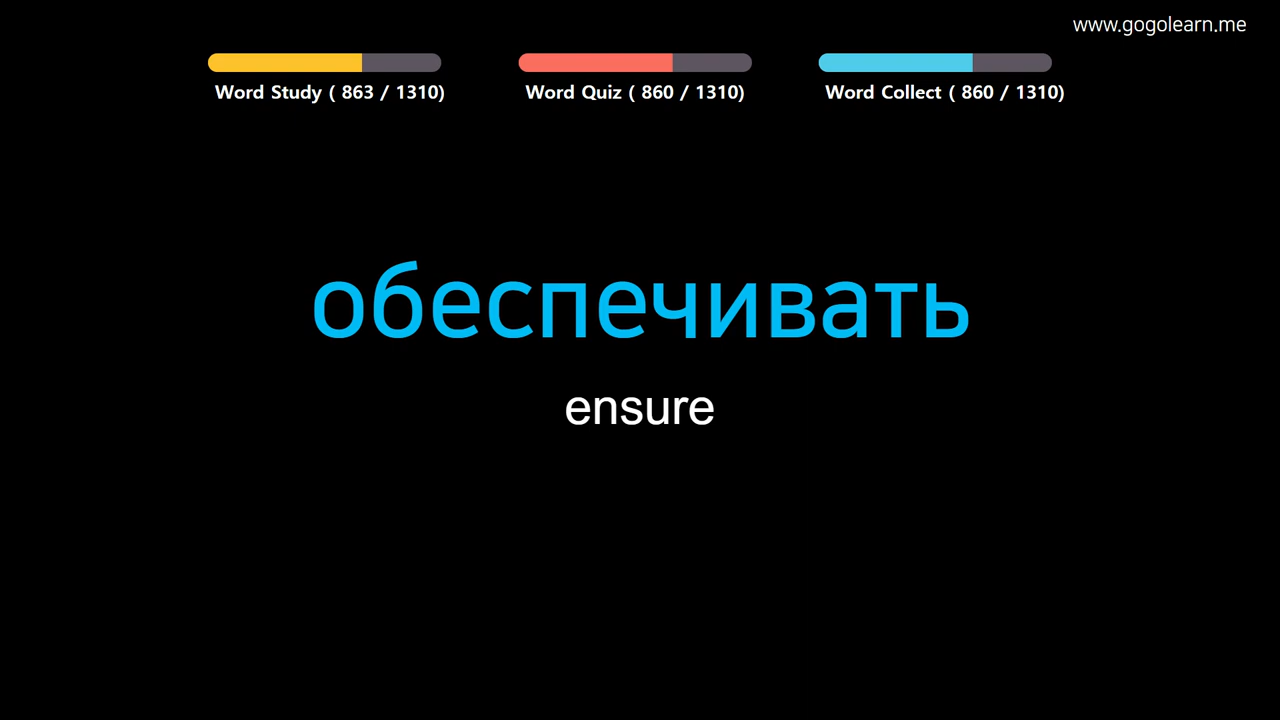 www.gogolearn.me
Word Study ( 863 / 1310)
Word Quiz ( 860 / 1310)
Word Collect ( 860 / 1310)
обеспечивать
ensure